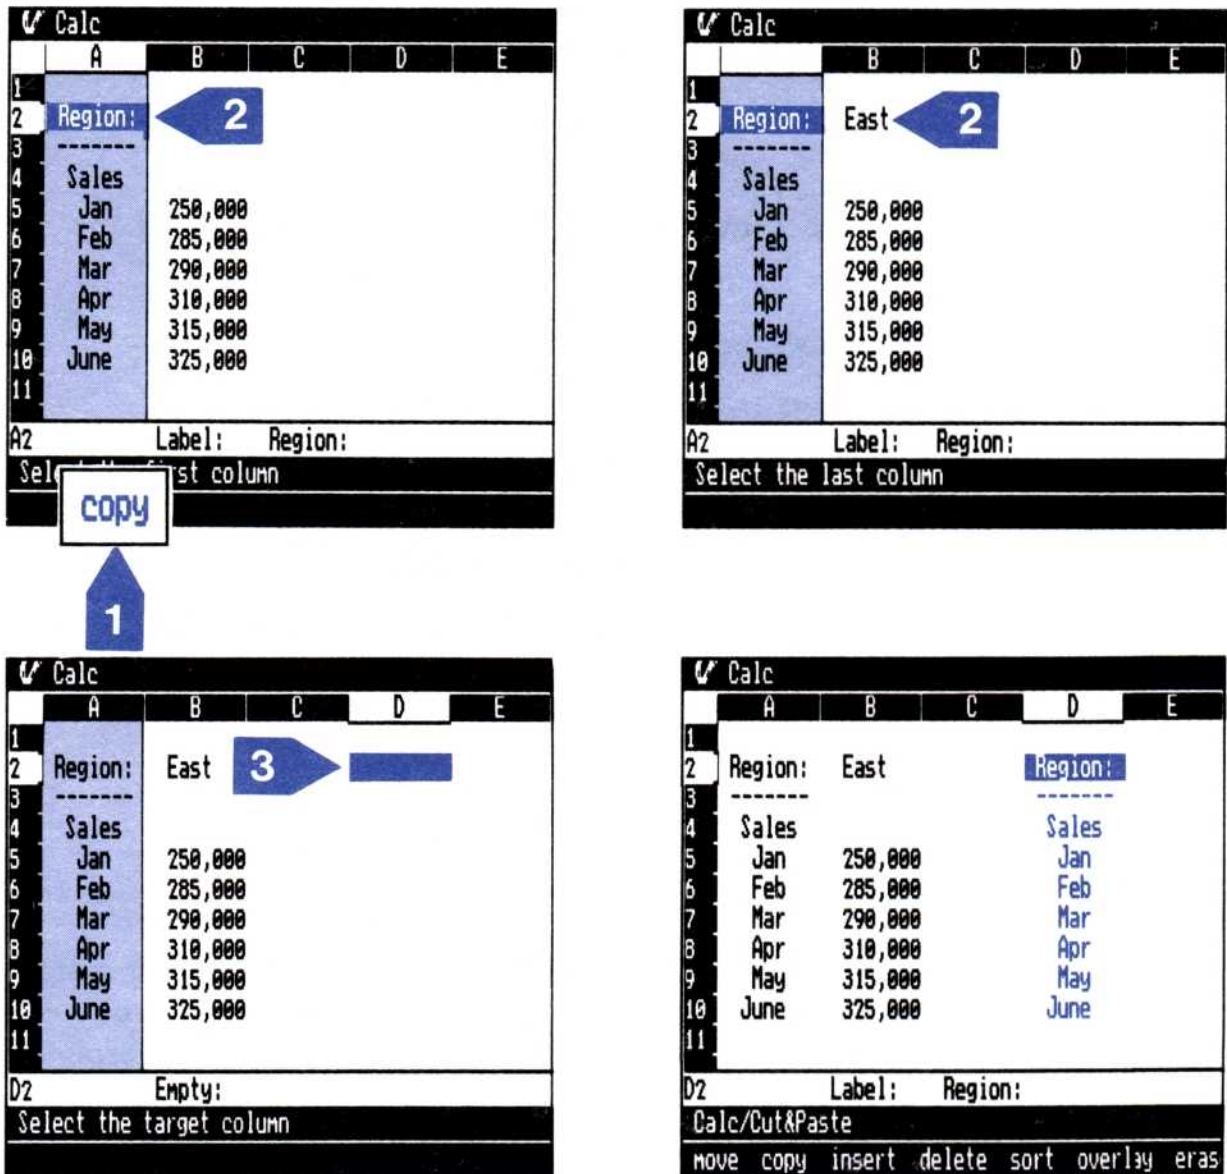 Calc
A B C D E
1
2 Region: 2
3 -------
4 Sales
5 Jan 250,000
6 Feb 285,000
7 Mar 290,000
8 Apr 310,000
9 May 315,000
10 June 325,000
11
A2 Label: Region:
Sel st column
copy
1
Calc
B C D E
1
2 Region: East 2
3 -------
4 Sales
5 Jan 250,000
6 Feb 285,000
7 Mar 290,000
8 Apr 310,000
9 May 315,000
10 June 325,000
11
A2 Label: Region:
Select the last column
Calc
A B C D E
1
2 Region: East 3
3 -------
4 Sales
5 Jan 250,000
6 Feb 285,000
7 Mar 290,000
8 Apr 310,000
9 May 315,000
10 June 325,000
11
D2 Empty:
Select the target column
Calc
A B C D E
1
2 Region: East Region:
3 ------- -------
4 Sales Sales
5 Jan 250,000 Jan
6 Feb 285,000 Feb
7 Mar 290,000 Mar
8 Apr 310,000 Apr
9 May 315,000 May
10 June 325,000 June
11
D2 Label: Region:
Calc/Cut&Paste
move copy insert delete sort overlay eras